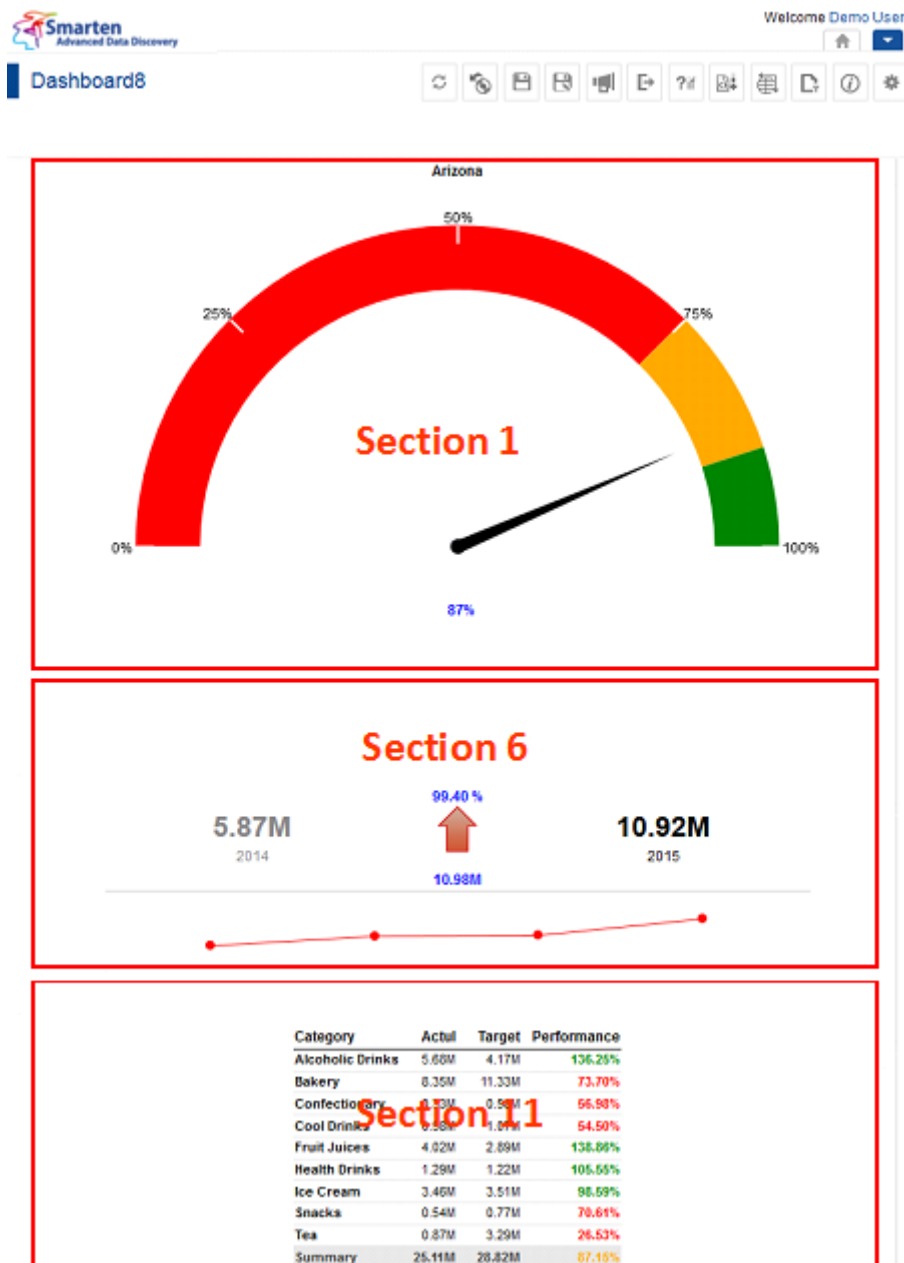 Welcome Demo User
Smarten
Advanced Data Discovery
Dashboard8
Arizona
50%
25%
75%
Section 1
0%
100%
87%
Section 6
99.40 %
5.87M
10.92M
2014
2015
10.98M
Category Actul Target Performance
Alcoholic Drinks 5.68M 4.17M 136.25%
Bakery 8.35M 11.33M 73.70%
Confectionary 56.98%
Section 11
Cool Drinks 54.50%
Fruit Juices 4.02M 2.89M 138.86%
Health Drinks 1.29M 1.22M 105.55%
Ice Cream 3.46M 3.51M 98.59%
Snacks 0.54M 0.77M 70.61%
Tea 0.87M 3.29M 26.53%
Summary 25.11M 28.82M 87.15%